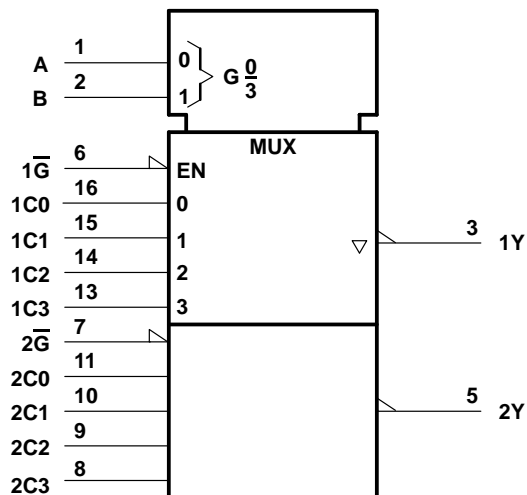 A 1 0 G 0/3
B 2 1
MUX
1G̅ 6 EN
1C0 16 0
1C1 15 1
1C2 14 2
1C3 13 3
3 1Y
2G̅ 7
2C0 11
2C1 10
2C2 9
2C3 8
5 2Y